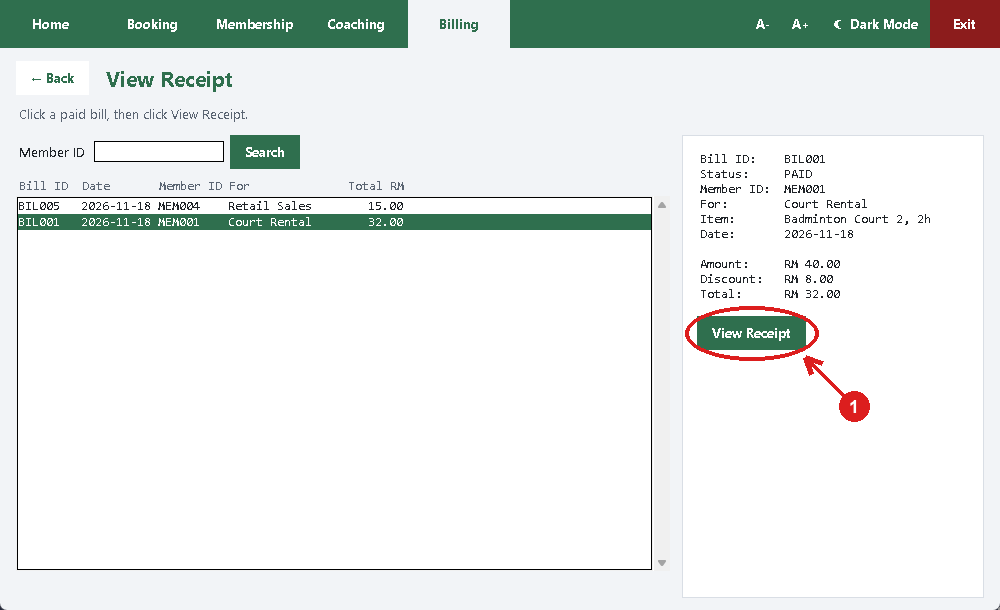 Home Booking Membership Coaching Billing A- A+ ☾ Dark Mode Exit
← Back View Receipt
Click a paid bill, then click View Receipt.
Member ID Search
Bill ID Date Member ID For Total RM
BIL005 2026-11-18 MEM004 Retail Sales 15.00
BIL001 2026-11-18 MEM001 Court Rental 32.00
Bill ID: BIL001
Status: PAID
Member ID: MEM001
For: Court Rental
Item: Badminton Court 2, 2h
Date: 2026-11-18
Amount: RM 40.00
Discount: RM 8.00
Total: RM 32.00
View Receipt
1